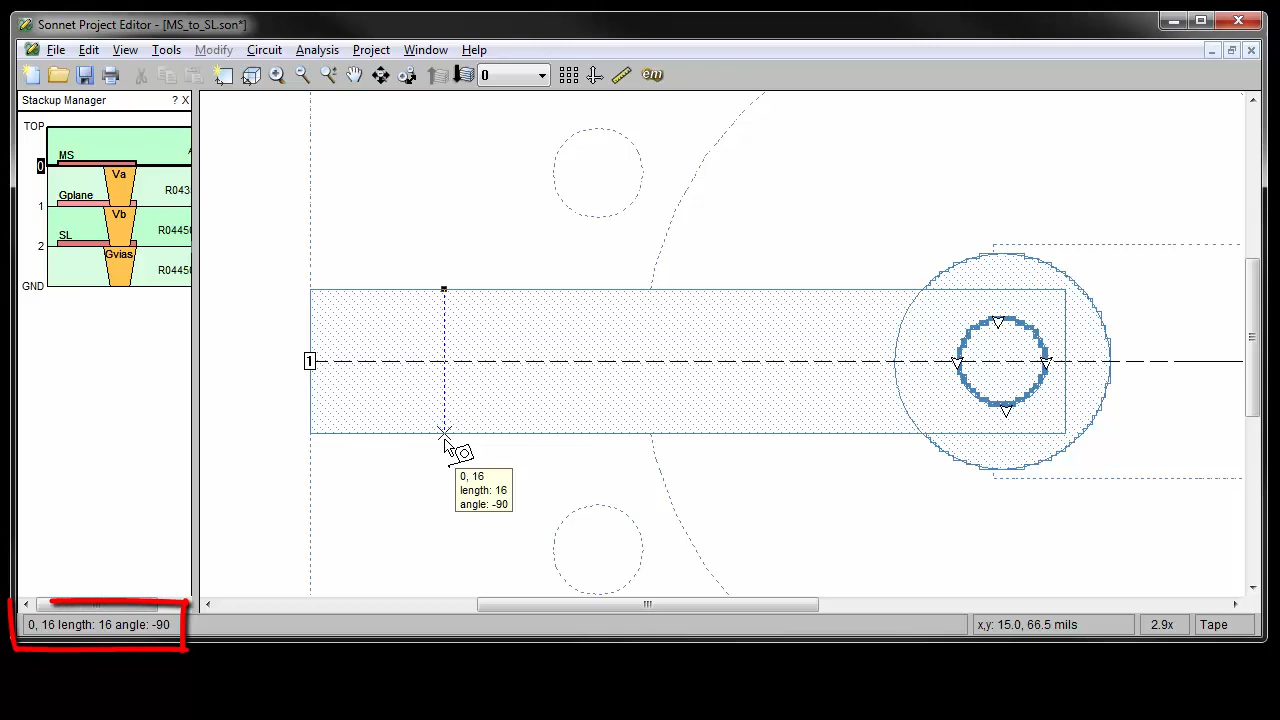 Sonnet Project Editor - [MS_to_SL.son*]
File Edit View Tools Modify Circuit Analysis Project Window Help
0 em
Stackup Manager ? X
TOP
MS
0
Va
R043
Gplane
1
Vb
R0445
SL
2
Gvias
R0445
GND
1
0, 16
length: 16
angle: -90
0, 16 length: 16 angle: -90
x,y: 15.0, 66.5 mils
2.9x
Tape